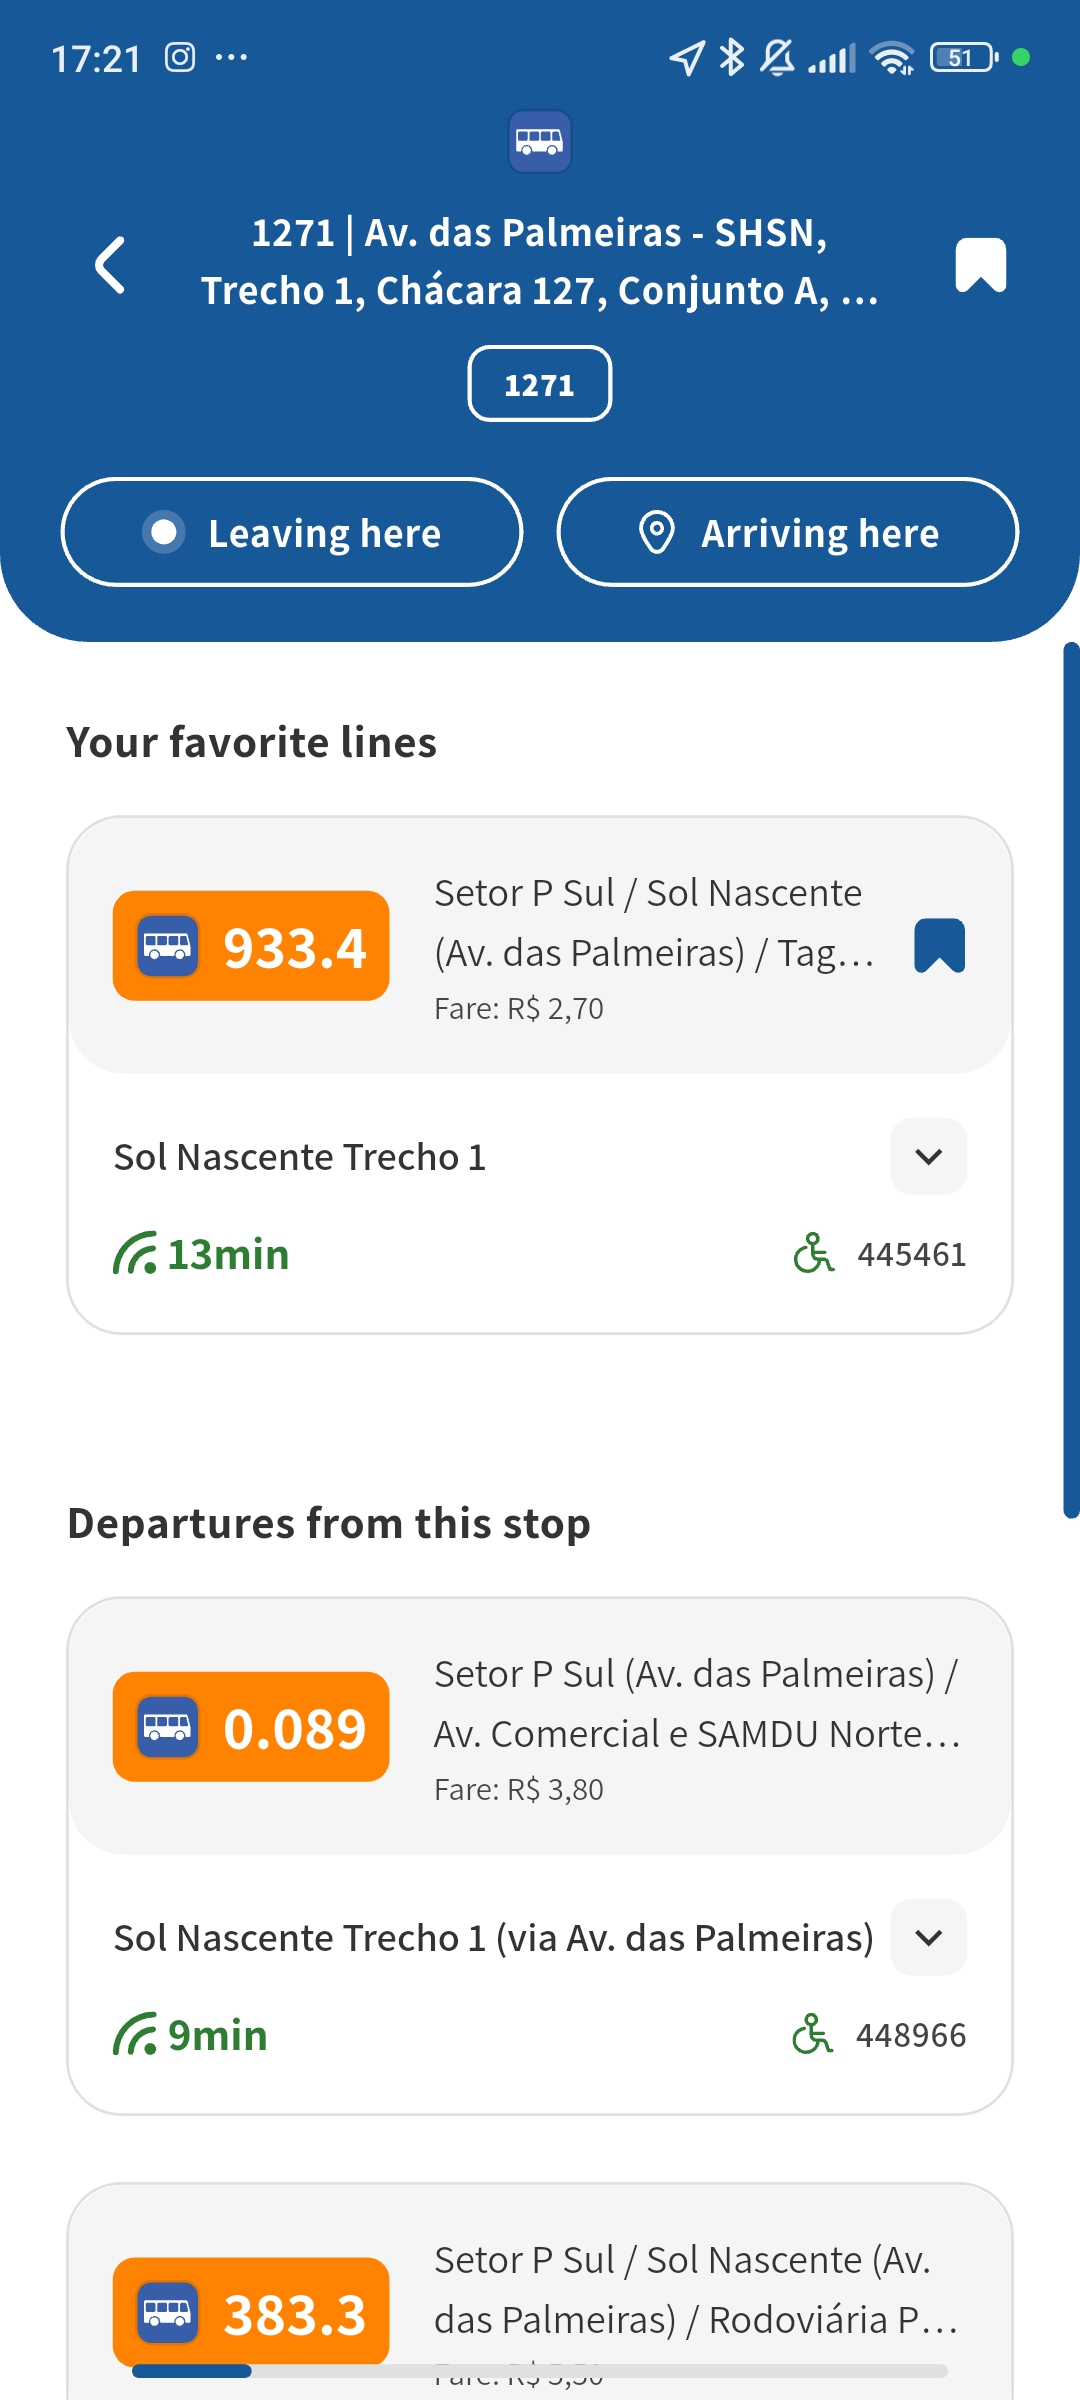 17:21
51
1271 | Av. das Palmeiras - SHSN,
Trecho 1, Chácara 127, Conjunto A, ...
1271
Leaving here
Arriving here
Your favorite lines
933.4
Setor P Sul / Sol Nascente
(Av. das Palmeiras) / Tag...
Fare: R$ 2,70
Sol Nascente Trecho 1
13min
445461
Departures from this stop
0.089
Setor P Sul (Av. das Palmeiras) /
Av. Comercial e SAMDU Norte...
Fare: R$ 3,80
Sol Nascente Trecho 1 (via Av. das Palmeiras)
9min
448966
383.3
Setor P Sul / Sol Nascente (Av.
das Palmeiras) / Rodoviária P...
Fare: R$ 5,50